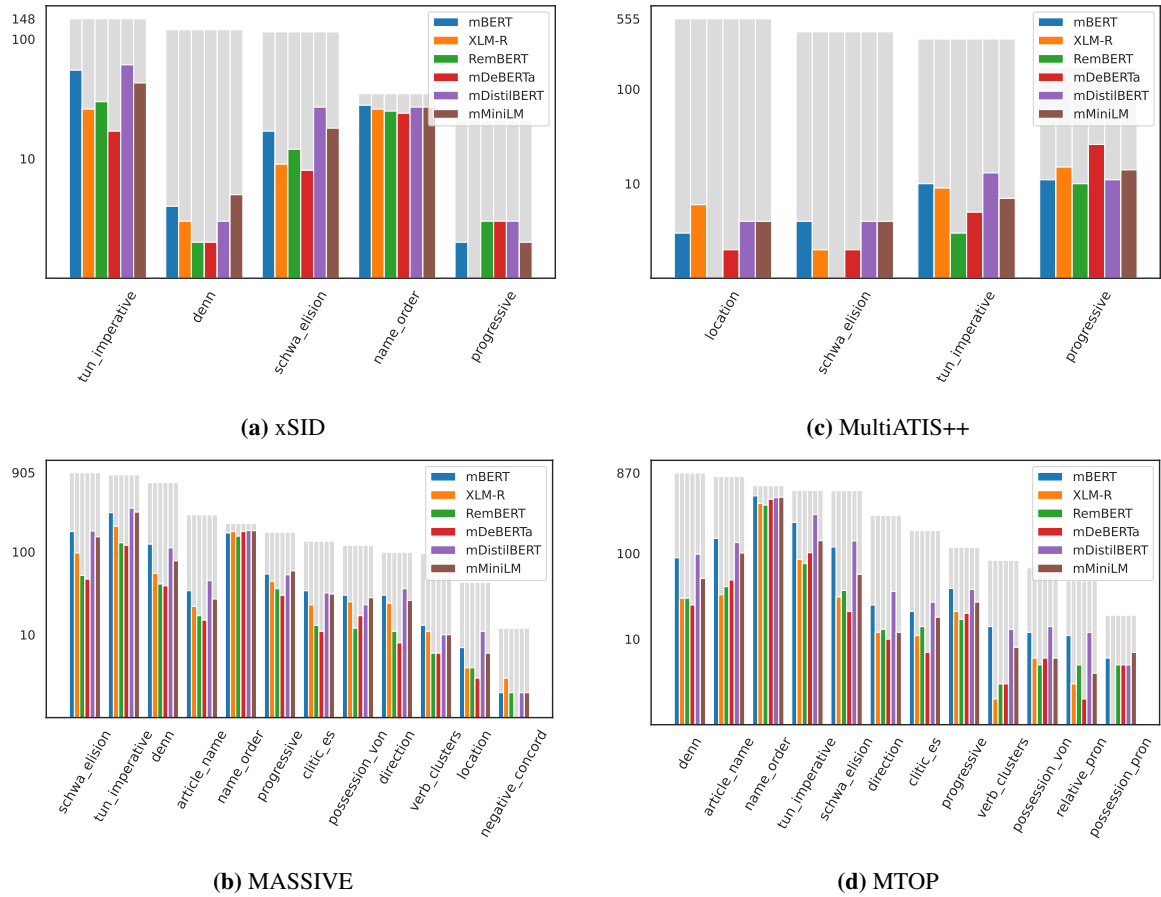 148
100
10
mBERT
XLM-R
RemBERT
mDeBERTa
mDistilBERT
mMiniLM
tun_imperative
denn
schwa_elision
name_order
progressive
(a) xSID
555
100
10
mBERT
XLM-R
RemBERT
mDeBERTa
mDistilBERT
mMiniLM
location
schwa_elision
tun_imperative
progressive
(c) MultiATIS++
905
100
10
mBERT
XLM-R
RemBERT
mDeBERTa
mDistilBERT
mMiniLM
schwa_elision
tun_imperative
denn
article_name
name_order
progressive
clitic_es
possession_von
direction
verb_clusters
location
negative_concord
(b) MASSIVE
870
100
10
mBERT
XLM-R
RemBERT
mDeBERTa
mDistilBERT
mMiniLM
denn
article_name
name_order
tun_imperative
schwa_elision
direction
clitic_es
progressive
verb_clusters
possession_von
relative_pron
possession_pron
(d) MTOP